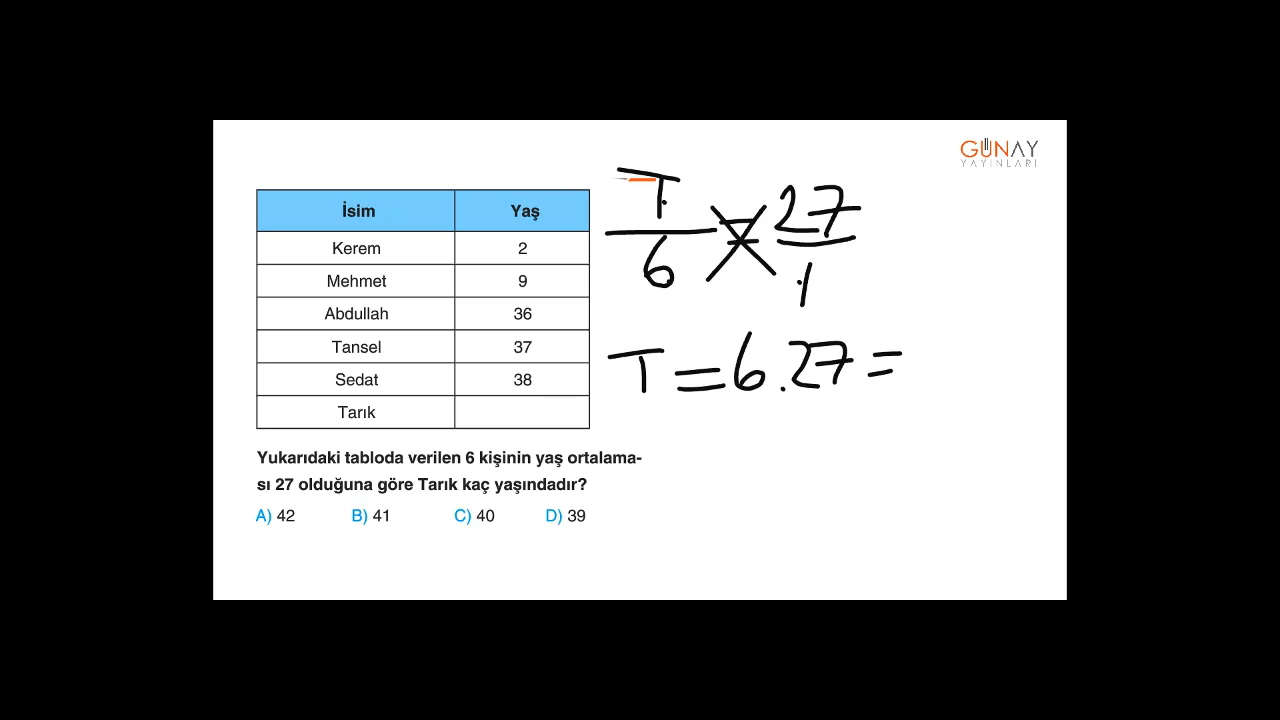 GÜNAY
YAYINLARI
İsim Yaş
Kerem 2
Mehmet 9
Abdullah 36
Tansel 37
Sedat 38
Tarık
T/6 = 27/1
T = 6.27 =
Yukarıdaki tabloda verilen 6 kişinin yaş ortalama-
sı 27 olduğuna göre Tarık kaç yaşındadır?
A) 42 B) 41 C) 40 D) 39